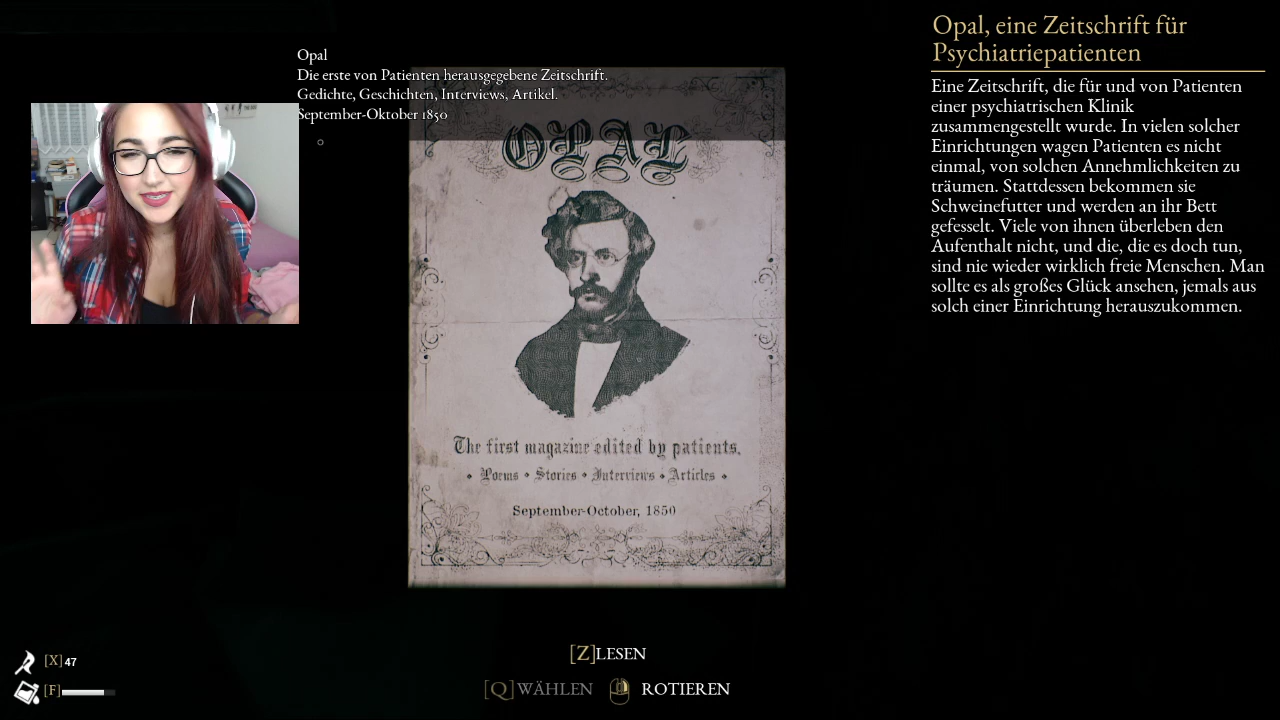 Opal
Die erste von Patienten herausgegebene Zeitschrift.
Gedichte, Geschichten, Interviews, Artikel.
September-Oktober 1850
OPAL
The first magazine edited by patients.
Poems • Stories • Interviews • Articles
September-October, 1850
Opal, eine Zeitschrift für
Psychiatriepatienten
Eine Zeitschrift, die für und von Patienten
einer psychiatrischen Klinik
zusammengestellt wurde. In vielen solcher
Einrichtungen wagen Patienten es nicht
einmal, von solchen Annehmlichkeiten zu
träumen. Stattdessen bekommen sie
Schweinefutter und werden an ihr Bett
gefesselt. Viele von ihnen überleben den
Aufenthalt nicht, und die, die es doch tun,
sind nie wieder wirklich freie Menschen. Man
sollte es als großes Glück ansehen, jemals aus
solch einer Einrichtung herauszukommen.
[X] 47
[F]
[Z]LESEN
[Q]WÄHLEN ROTIEREN